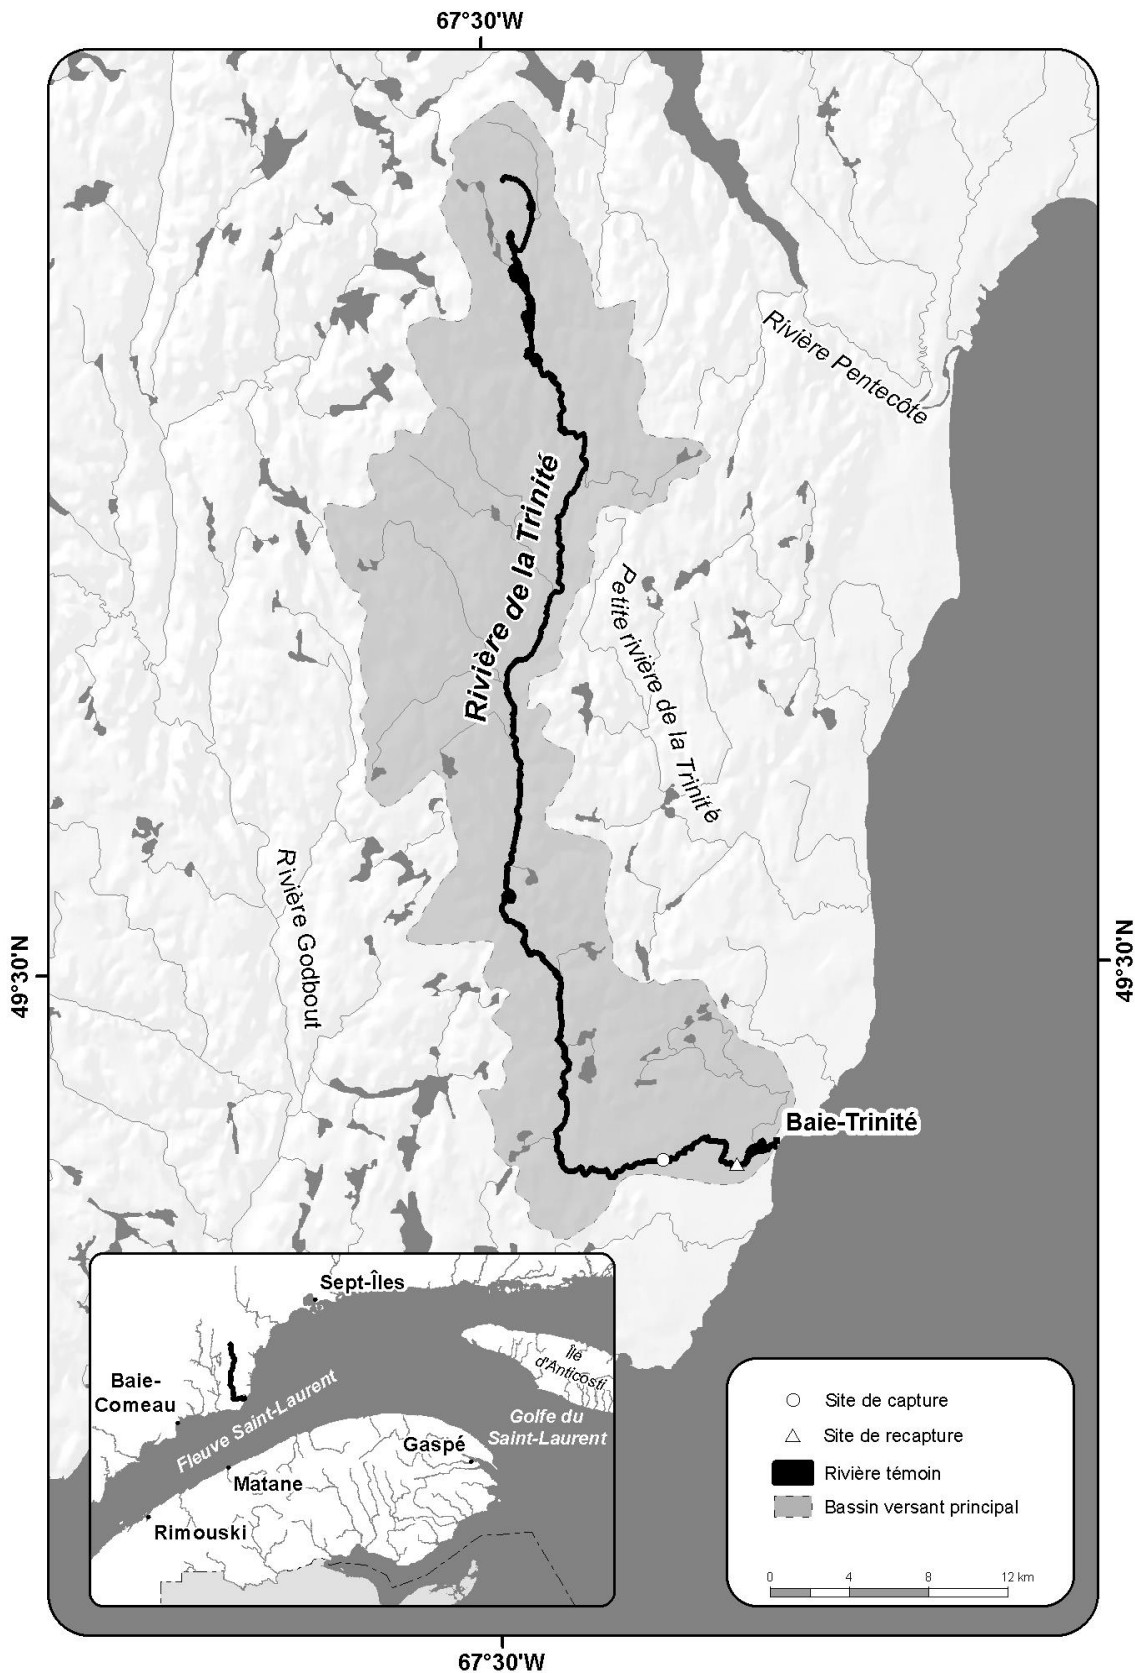 67°30'W
Rivière Pentecôte
Rivière de la Trinité
Petite rivière de la Trinité
Rivière Godbout
49°30'N
49°30'N
Baie-Trinité
Sept-Îles
Île
d'Anticosti
Baie-
Comeau
Fleuve Saint-Laurent
Golfe du
Saint-Laurent
Gaspé
Matane
Rimouski
Site de capture
Site de recapture
Rivière témoin
Bassin versant principal
0 4 8 12 km
67°30'W